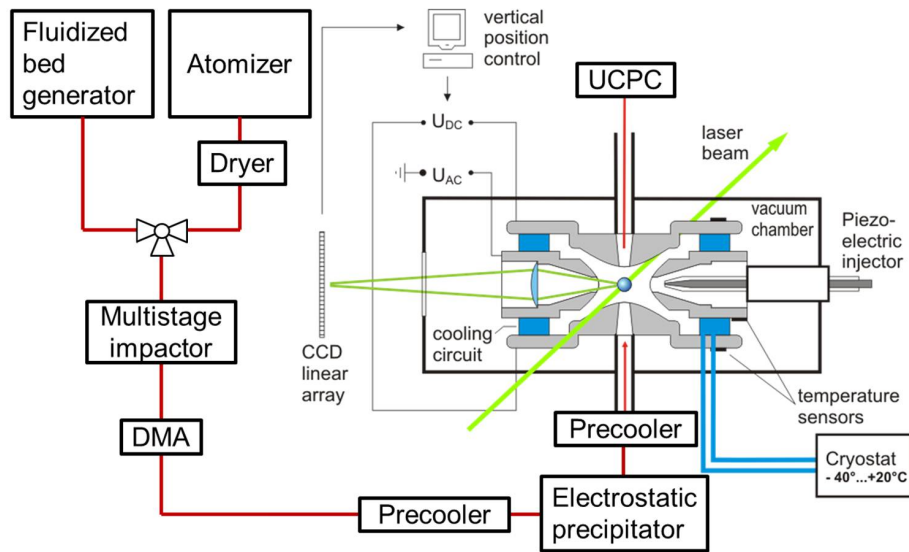 Fluidized
bed
generator
Atomizer
Dryer
Multistage
impactor
DMA
Precooler
Electrostatic
precipitator
Precooler
UCPC
vertical
position
control
U_DC
U_AC
CCD
linear
array
cooling
circuit
laser
beam
vacuum
chamber
Piezo-
electric
injector
temperature
sensors
Cryostat
- 40°...+20°C